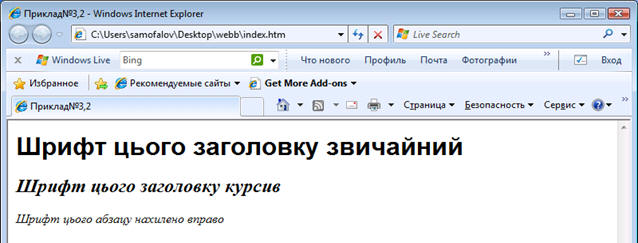 Приклад№3,2 - Windows Internet Explorer
C:\Users\samofalov\Desktop\webb\index.htm
Live Search
x Windows Live Bing Что нового Профиль Почта Фотографии » » Вход
Избранное Рекомендуемые сайты Get More Add-ons
Приклад№3,2 » Страница Безопасность Сервис »
Шрифт цього заголовку звичайний
Шрифт цього заголовку курсив
Шрифт цього абзацу нахилено вправо